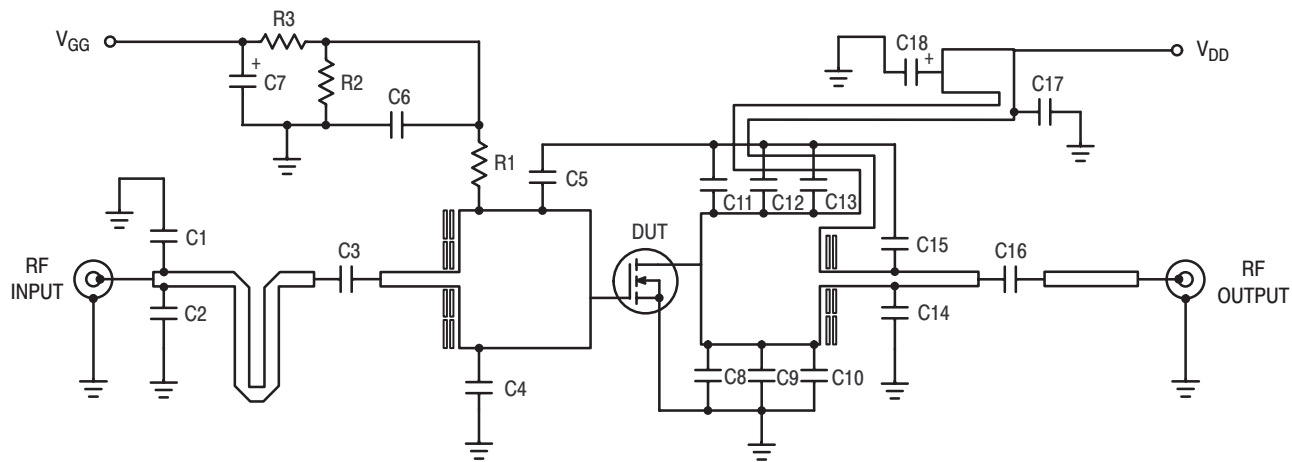 R3
C18
+
VGG
VDD
+
C7
R2
C6
C17
R1
C5
C11
C12
C13
DUT
C1
C3
C15
C16
RF
INPUT
RF
OUTPUT
C2
C14
C4
C8
C9
C10